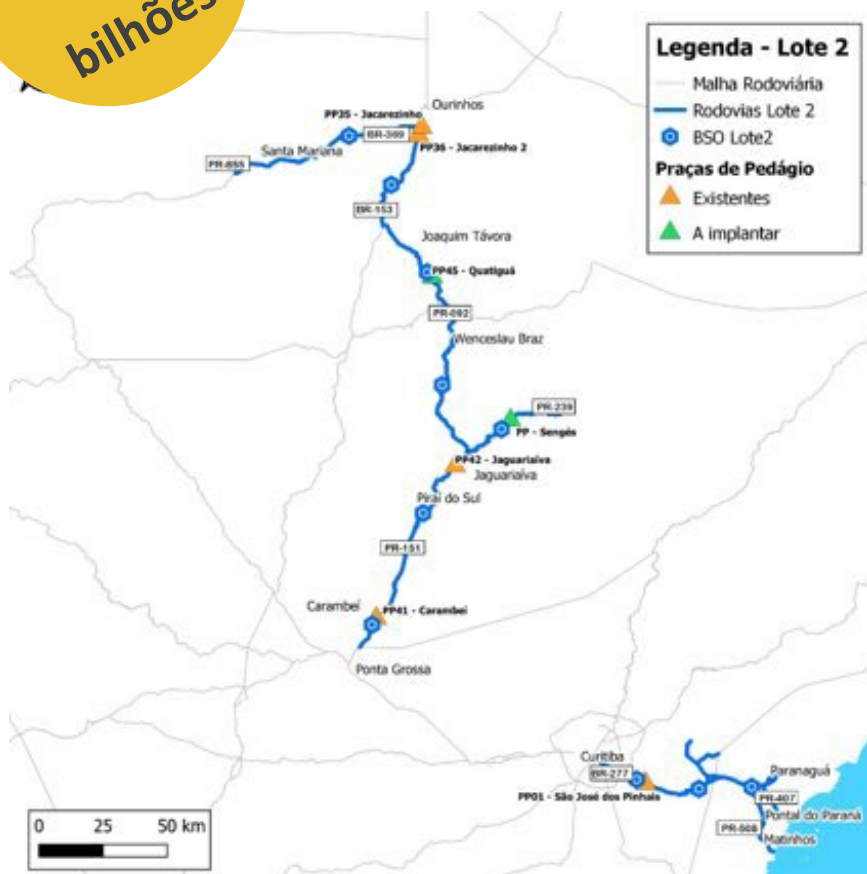 bilhões
Legenda - Lote 2
Malha Rodoviária
Rodovias Lote 2
BSO Lote2
Praças de Pedágio
Existentes
A implantar
Ourinhos
PP35 - Jacarezinho
BR-369
PP36 - Jacarezinho 2
Santa Mariana
PR-855
BR-153
Joaquim Távora
PP45 - Quatiguá
PR-092
Wenceslau Braz
PR-239
PP - Sengés
PP42 - Jaguariaíva
Jaguariaíva
Piraí do Sul
PR-151
Carambeí
PP41 - Carambeí
Ponta Grossa
Curitiba
BR-277
PP01 - São José dos Pinhais
Paranaguá
PR-407
Pontal do Paraná
PR-508
Matinhos
0 25 50 km